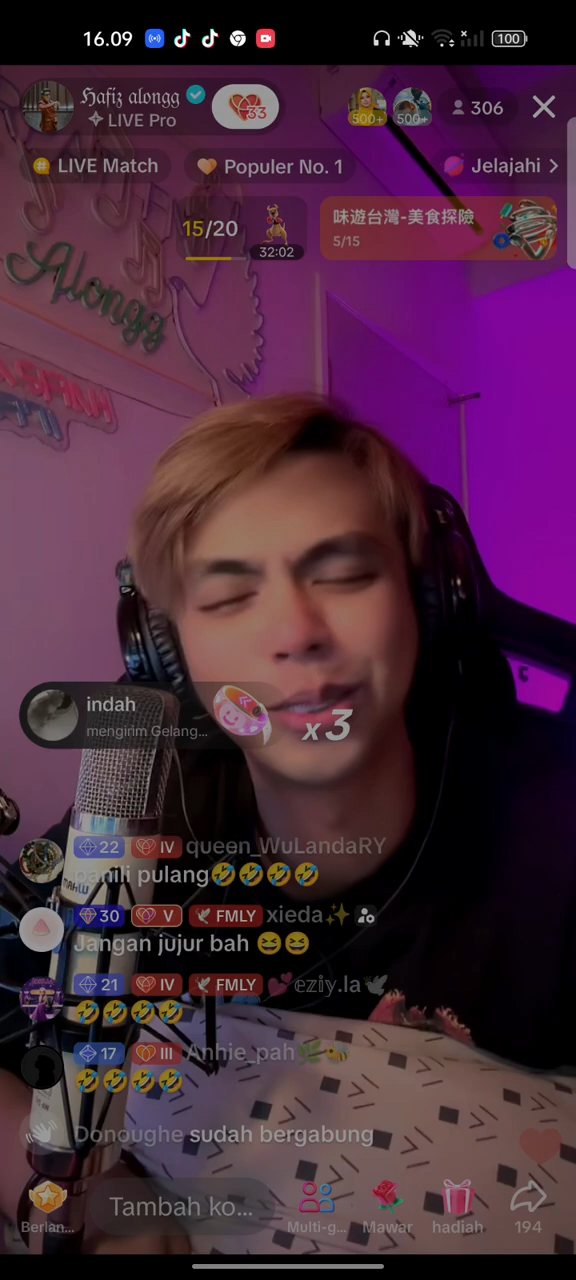 16.09
100
Hafiz alongg
LIVE Pro
33
500+
500+
306
LIVE Match
Populer No. 1
Jelajahi
15/20
32:02
味遊台灣-美食探險
5/15
Alongg
indah
mengirim Gelang...
x3
22 IV queen_WuLandaRY
panili pulang🤣🤣🤣🤣
30 V FMLY xieda✨
Jangan jujur bah 😆😆
21 IV FMLY 💕eziy.la🕊
🤣🤣🤣🤣
17 III Anhie_pah🌿🐝
🤣🤣🤣🤣
Donoughe sudah bergabung
Tambah ko...
Berlan...
Multi-g...
Mawar
hadiah
194